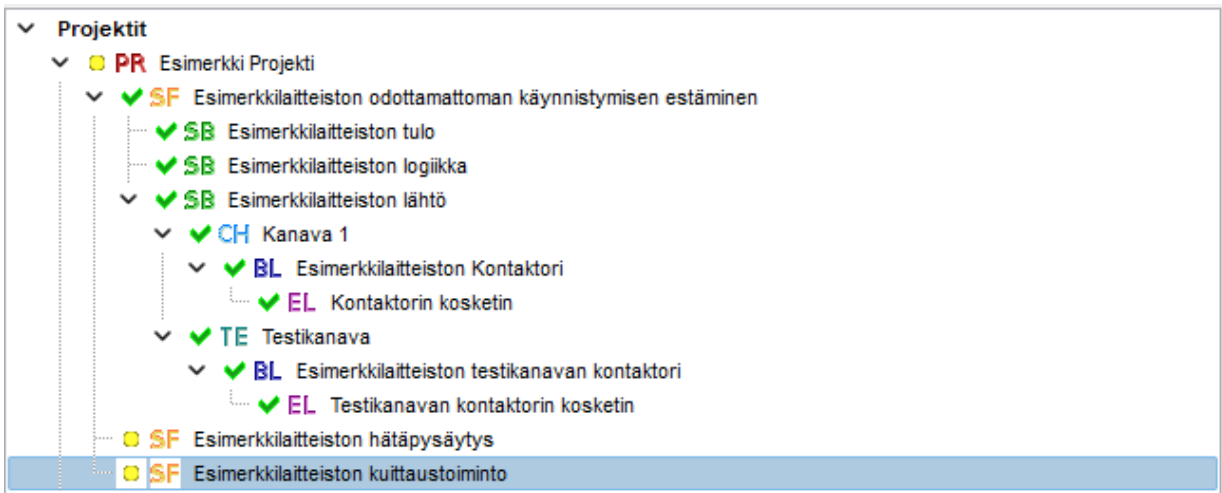 Projektit
PR Esimerkki Projekti
SF Esimerkkilaitteiston odottamattoman käynnistymisen estäminen
SB Esimerkkilaitteiston tulo
SB Esimerkkilaitteiston logiikka
SB Esimerkkilaitteiston lähtö
CH Kanava 1
BL Esimerkkilaitteiston Kontaktori
EL Kontaktorin kosketin
TE Testikanava
BL Esimerkkilaitteiston testikanavan kontaktori
EL Testikanavan kontaktorin kosketin
SF Esimerkkilaitteiston hätäpysäytys
SF Esimerkkilaitteiston kuittaustoiminto